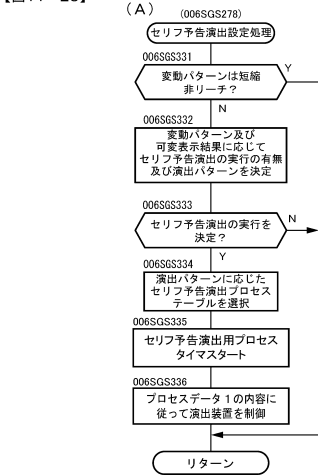 (A)
(006SGS278)
セリフ予告演出設定処理
006SGS331
変動パターンは短縮
非リーチ？
Y
N
006SGS332
変動パターン及び
可変表示結果に応じて
セリフ予告演出の実行の有無
及び演出パターンを決定
006SGS333
セリフ予告演出の実行を
決定？
N
Y
006SGS334
演出パターンに応じた
セリフ予告演出プロセス
テーブルを選択
006SGS335
セリフ予告演出用プロセス
タイマスタート
006SGS336
プロセスデータ１の内容に
従って演出装置を制御
リターン